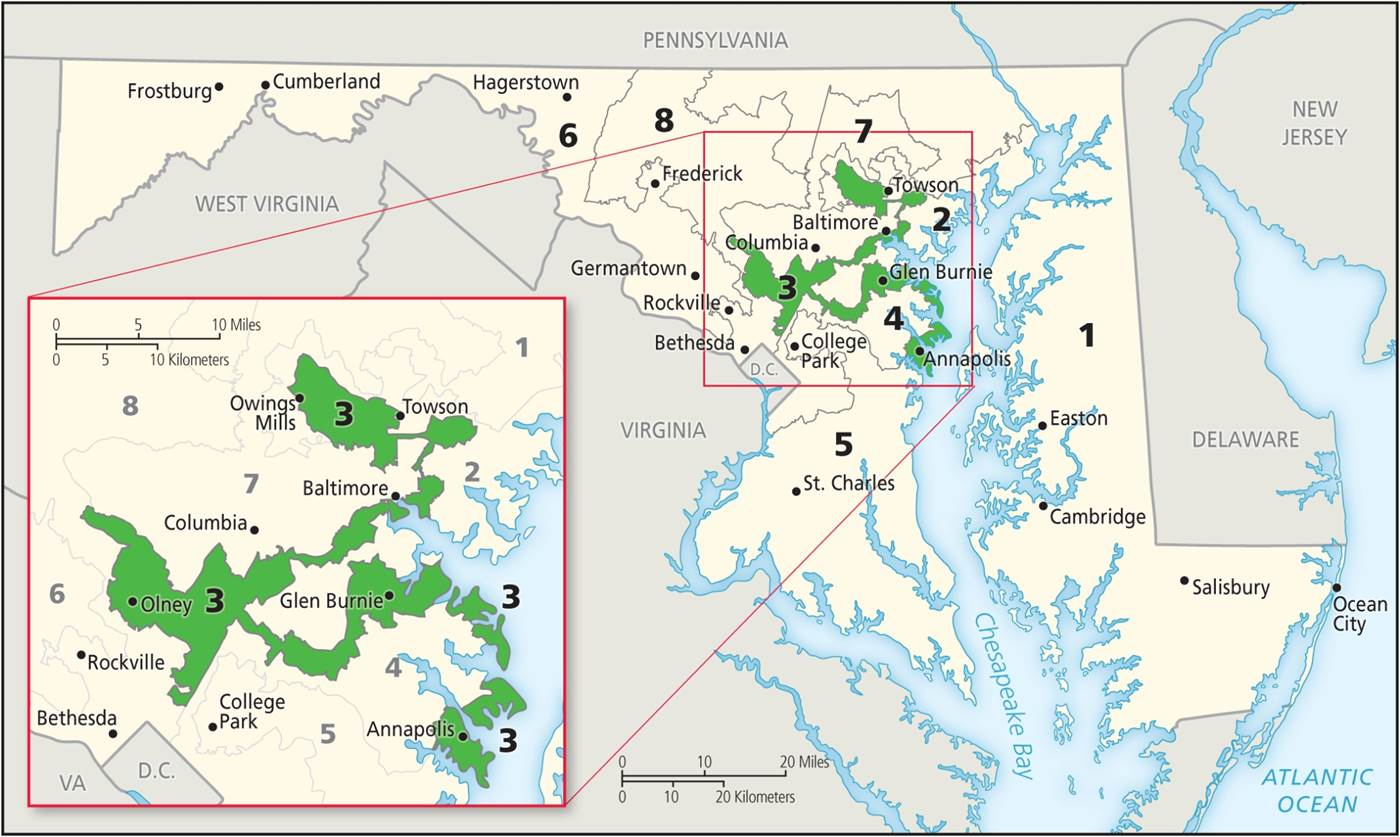 PENNSYLVANIA
Frostburg
Cumberland
Hagerstown
6
8
7
NEW
JERSEY
WEST VIRGINIA
Frederick
Towson
Baltimore
2
Columbia
Germantown
3
Glen Burnie
Rockville
4
Bethesda
College
Park
D.C.
Annapolis
1
VIRGINIA
5
Easton
DELAWARE
St. Charles
Cambridge
Salisbury
Ocean
City
Chesapeake Bay
ATLANTIC
OCEAN
0 10 20 Miles
0 10 20 Kilometers
0 5 10 Miles
0 5 10 Kilometers
1
8
Owings
Mills
3
Towson
7
2
Baltimore
Columbia
6
Olney
3
Glen Burnie
3
Rockville
4
College
Park
Bethesda
5
Annapolis
3
VA
D.C.